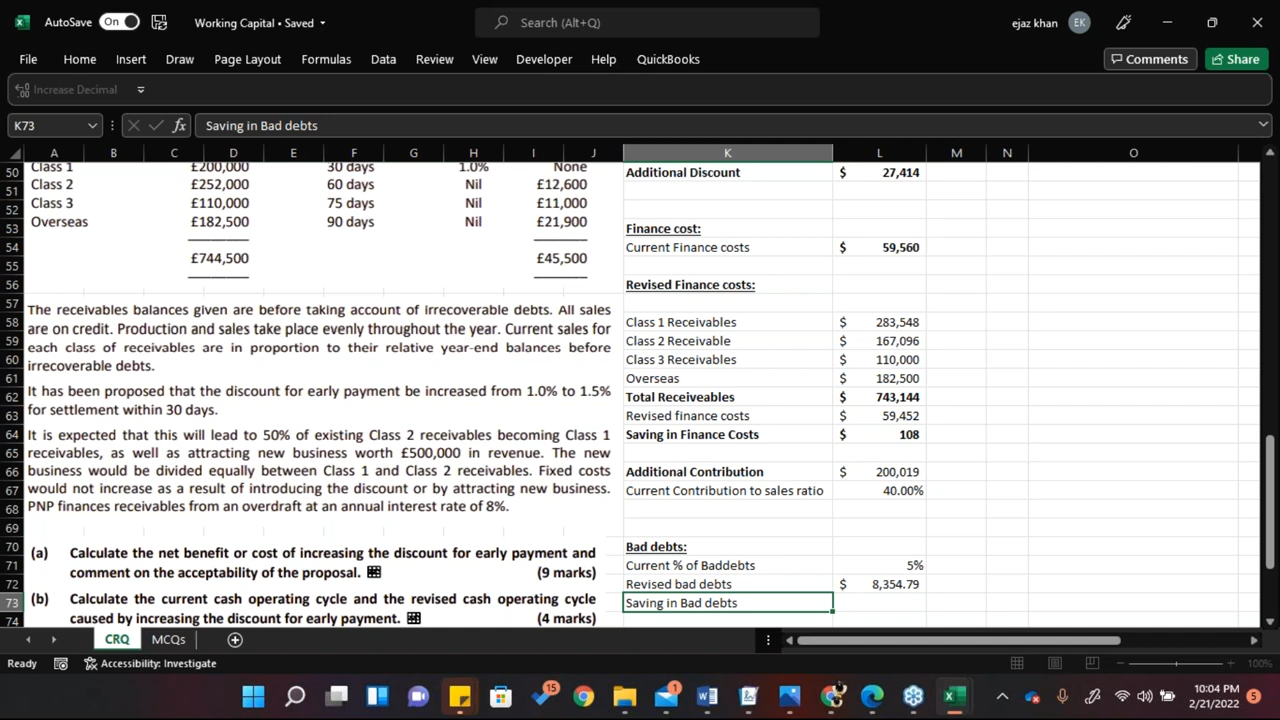 AutoSave On Working Capital • Saved Search (Alt+Q) ejaz khan EK
File Home Insert Draw Page Layout Formulas Data Review View Developer Help QuickBooks Comments Share
Increase Decimal
K73 fx Saving in Bad debts
A B C D E F G H I J K L M N O
50 Class 1 £200,000 30 days 1.0% None Additional Discount $ 27,414
51 Class 2 £252,000 60 days Nil £12,600
52 Class 3 £110,000 75 days Nil £11,000
53 Overseas £182,500 90 days Nil £21,900 Finance cost:
54 Current Finance costs $ 59,560
55 £744,500 £45,500
56 Revised Finance costs:
57 The receivables balances given are before taking account of irrecoverable debts. All sales
58 are on credit. Production and sales take place evenly throughout the year. Current sales for Class 1 Receivables $ 283,548
59 each class of receivables are in proportion to their relative year-end balances before Class 2 Receivable $ 167,096
60 irrecoverable debts. Class 3 Receivables $ 110,000
61 Overseas $ 182,500
62 It has been proposed that the discount for early payment be increased from 1.0% to 1.5% Total Receiveables $ 743,144
63 for settlement within 30 days. Revised finance costs $ 59,452
64 It is expected that this will lead to 50% of existing Class 2 receivables becoming Class 1 Saving in Finance Costs $ 108
65 receivables, as well as attracting new business worth £500,000 in revenue. The new
66 business would be divided equally between Class 1 and Class 2 receivables. Fixed costs Additional Contribution $ 200,019
67 would not increase as a result of introducing the discount or by attracting new business. Current Contribution to sales ratio 40.00%
68 PNP finances receivables from an overdraft at an annual interest rate of 8%.
69
70 (a) Calculate the net benefit or cost of increasing the discount for early payment and Bad debts:
71 comment on the acceptability of the proposal. (9 marks) Current % of Baddebts 5%
72 Revised bad debts $ 8,354.79
73 (b) Calculate the current cash operating cycle and the revised cash operating cycle Saving in Bad debts
74 caused by increasing the discount for early payment. (4 marks)
CRQ MCQs
Ready Accessibility: Investigate 100%
15 1 10:04 PM 5
2/21/2022